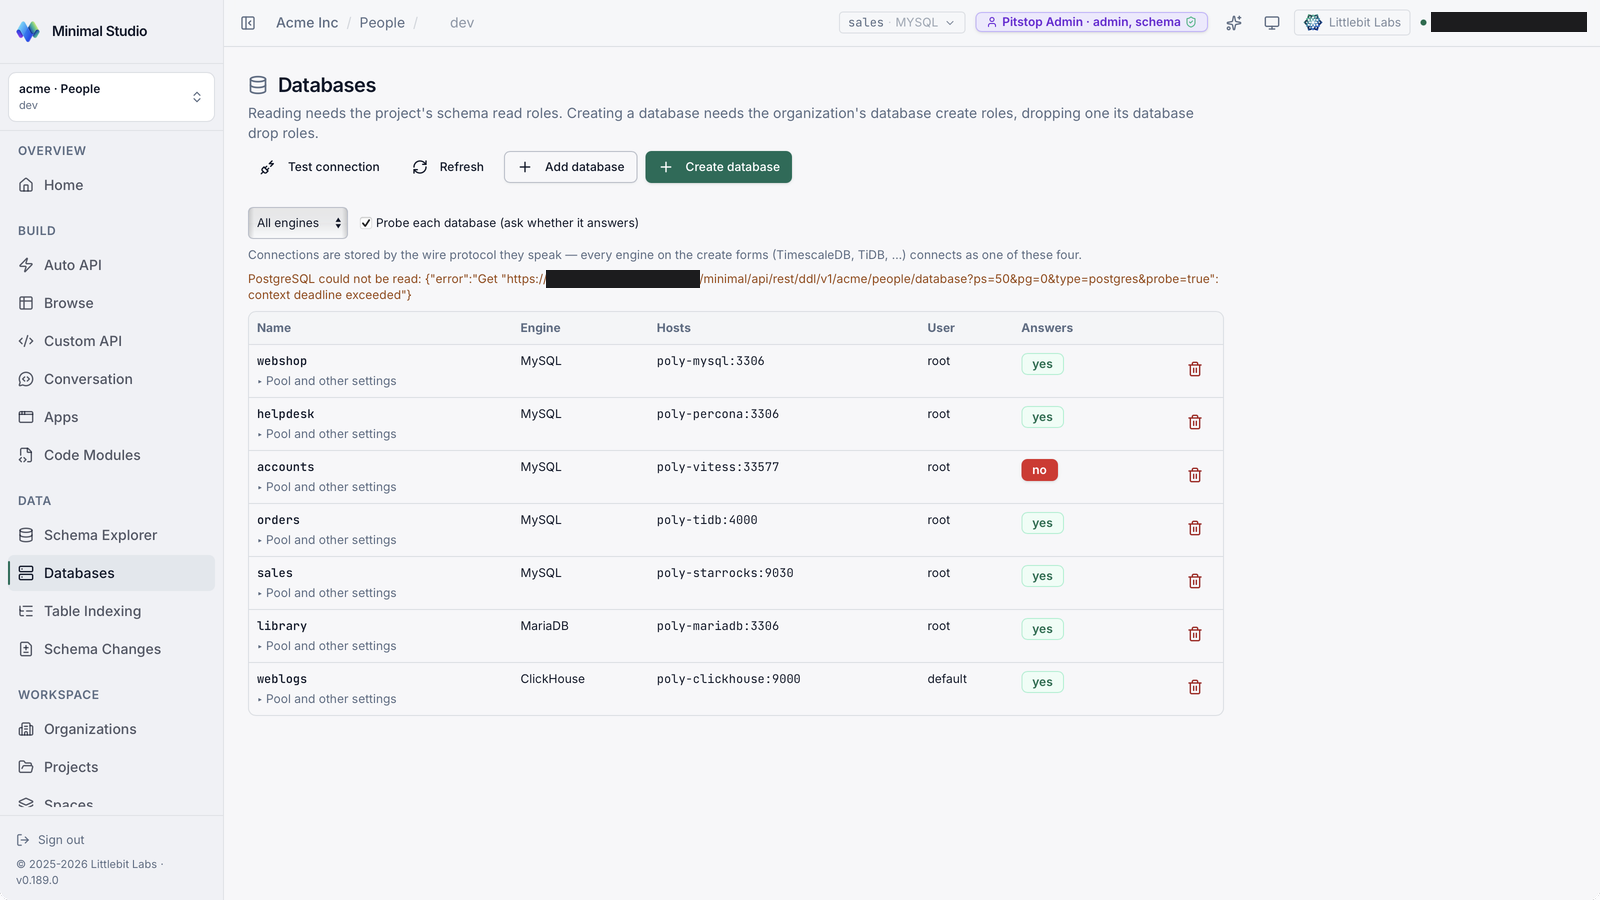 Minimal Studio
acme · People
dev
OVERVIEW
Home
BUILD
Auto API
Browse
Custom API
Conversation
Apps
Code Modules
DATA
Schema Explorer
Databases
Table Indexing
Schema Changes
WORKSPACE
Organizations
Projects
Spaces
Sign out
© 2025-2026 Littlebit Labs ·
v0.189.0
Acme Inc / People / dev
sales · MYSQL
Pitstop Admin · admin, schema
Littlebit Labs
Databases
Reading needs the project's schema read roles. Creating a database needs the organization's database create roles, dropping one its database
drop roles.
Test connection
Refresh
Add database
Create database
All engines
Probe each database (ask whether it answers)
Connections are stored by the wire protocol they speak — every engine on the create forms (TimescaleDB, TiDB, …) connects as one of these four.
PostgreSQL could not be read: {"error":"Get "https:/ /minimal/api/rest/ddl/v1/acme/people/database?ps=50&pg=0&type=postgres&probe=true":
context deadline exceeded"}
Name Engine Hosts User Answers
webshop MySQL poly-mysql:3306 root yes
▸ Pool and other settings
helpdesk MySQL poly-percona:3306 root yes
▸ Pool and other settings
accounts MySQL poly-vitess:33577 root no
▸ Pool and other settings
orders MySQL poly-tidb:4000 root yes
▸ Pool and other settings
sales MySQL poly-starrocks:9030 root yes
▸ Pool and other settings
library MariaDB poly-mariadb:3306 root yes
▸ Pool and other settings
weblogs ClickHouse poly-clickhouse:9000 default yes
▸ Pool and other settings